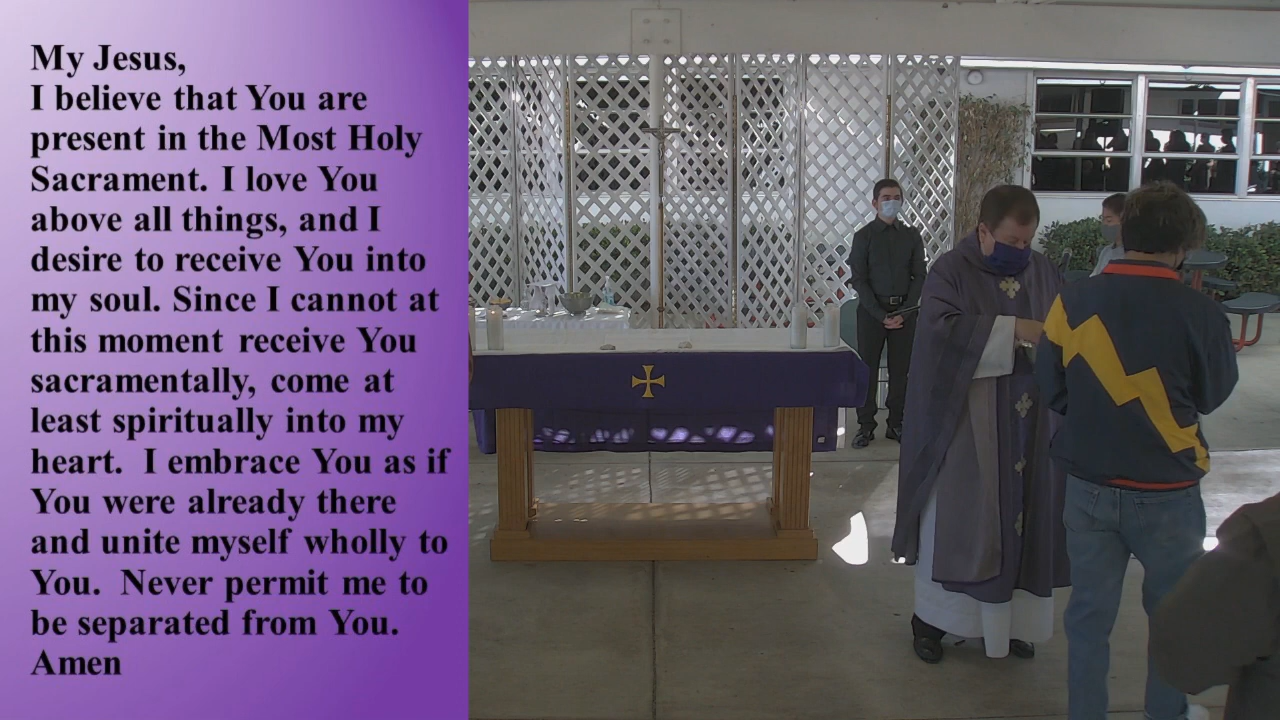 My Jesus,
I believe that You are
present in the Most Holy
Sacrament. I love You
above all things, and I
desire to receive You into
my soul. Since I cannot at
this moment receive You
sacramentally, come at
least spiritually into my
heart. I embrace You as if
You were already there
and unite myself wholly to
You. Never permit me to
be separated from You.
Amen